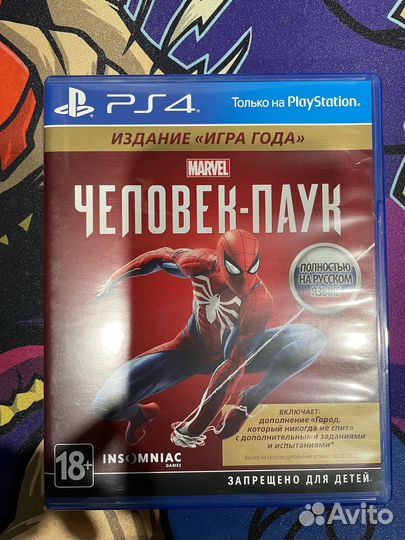 PS4
Только на PlayStation
ИЗДАНИЕ «ИГРА ГОДА»
MARVEL
ЧЕЛОВЕК-ПАУК
ПОЛНОСТЬЮ
НА РУССКОМ
ЯЗЫКЕ
ВКЛЮЧАЕТ:
дополнение «Город,
который никогда не спит»
с дополнительными заданиями
и испытаниями*
18+
INSOMNIAC
GAMES
ЗАПРЕЩЕНО ДЛЯ ДЕТЕЙ
Avito